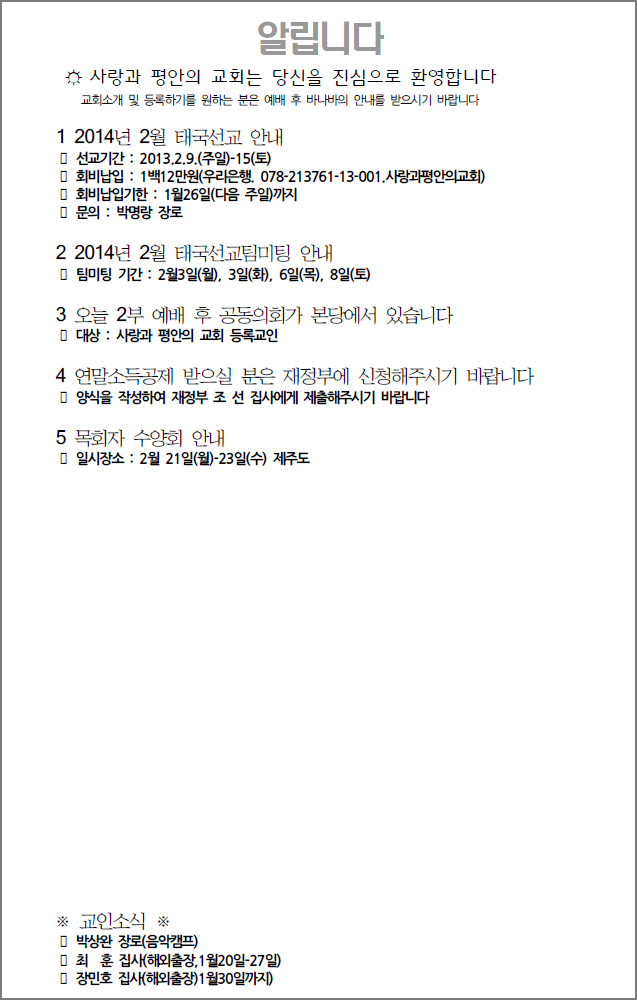 알립니다
☼ 사랑과 평안의 교회는 당신을 진심으로 환영합니다
교회소개 및 등록하기를 원하는 분은 예배 후 바나바의 안내를 받으시기 바랍니다
1 2014년 2월 태국선교 안내
▯ 선교기간 : 2013.2.9.(주일)-15(토)
▯ 회비납입 : 1백12만원(우리은행. 078-213761-13-001.사랑과평안의교회)
▯ 회비납입기한 : 1월26일(다음 주일)까지
▯ 문의 : 박명랑 장로
2 2014년 2월 태국선교팀미팅 안내
▯ 팀미팅 기간 : 2월3일(월), 3일(화), 6일(목), 8일(토)
3 오늘 2부 예배 후 공동의회가 본당에서 있습니다
▯ 대상 : 사랑과 평안의 교회 등록교인
4 연말소득공제 받으실 분은 재정부에 신청해주시기 바랍니다
▯ 양식을 작성하여 재정부 조 선 집사에게 제출해주시기 바랍니다
5 목회자 수양회 안내
▯ 일시장소 : 2월 21일(월)-23일(수) 제주도
※ 교인소식 ※
▯ 박상완 장로(음악캠프)
▯ 최 훈 집사(해외출장,1월20일-27일)
▯ 장민호 집사(해외출장)1월30일까지)